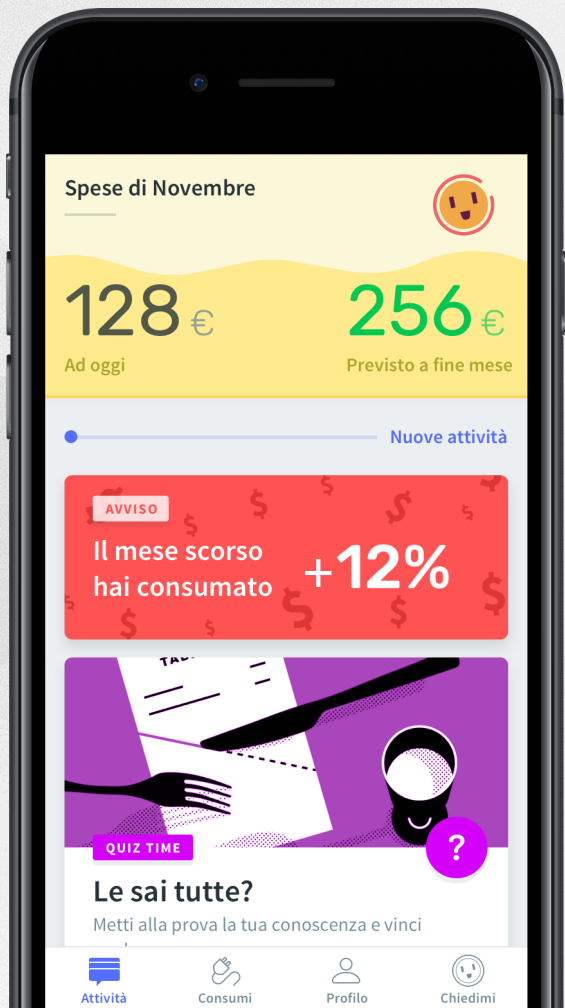 Spese di Novembre
128 €
256 €
Ad oggi
Previsto a fine mese
Nuove attività
AVVISO
Il mese scorso
hai consumato
+12%
QUIZ TIME
?
Le sai tutte?
Metti alla prova la tua conoscenza e vinci
Attività
Consumi
Profilo
Chiedimi